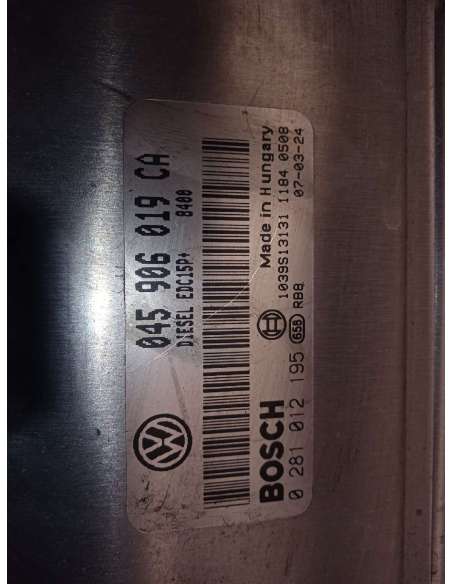 045 906 019 CA
DIESEL EDC15P+ 8400
BOSCH
Made in Hungary
0 281 012 195
1039S13131 1184 0508
658 RB8 07-03-24